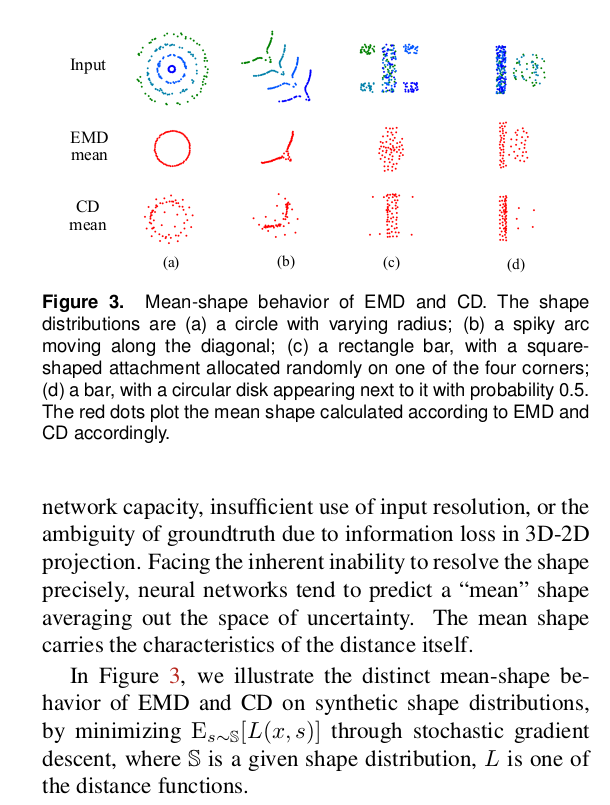 Input
EMD
mean
CD
mean
(a)
(b)
(c)
(d)
Figure 3. Mean-shape behavior of EMD and CD. The shape
distributions are (a) a circle with varying radius; (b) a spiky arc
moving along the diagonal; (c) a rectangle bar, with a square-
shaped attachment allocated randomly on one of the four corners;
(d) a bar, with a circular disk appearing next to it with probability 0.5.
The red dots plot the mean shape calculated according to EMD and
CD accordingly.
network capacity, insufficient use of input resolution, or the
ambiguity of groundtruth due to information loss in 3D-2D
projection. Facing the inherent inability to resolve the shape
precisely, neural networks tend to predict a “mean” shape
averaging out the space of uncertainty. The mean shape
carries the characteristics of the distance itself.
In Figure 3, we illustrate the distinct mean-shape be-
havior of EMD and CD on synthetic shape distributions,
by minimizing E_{s∼𝕊}[L(x, s)] through stochastic gradient
descent, where 𝕊 is a given shape distribution, L is one of
the distance functions.